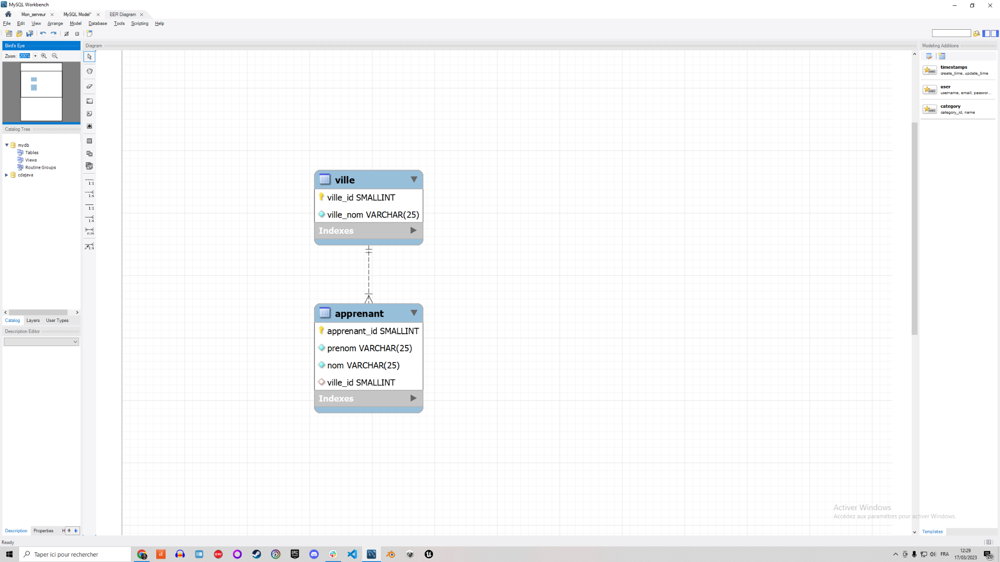 MySQL Workbench
Mon_serveur
MySQL Model*
EER Diagram
File Edit View Arrange Model Database Tools Scripting Help
Bird's Eye
Zoom: 200%
Diagram
Modeling Additions
timestamps
create_time, update_time
user
username, email, passwor...
category
category_id, name
Catalog Tree
mydb
Tables
Views
Routine Groups
cdajava
1:1
1:n
1:1
1:n
n:m
1:n
ville
ville_id SMALLINT
ville_nom VARCHAR(25)
Indexes
apprenant
apprenant_id SMALLINT
prenom VARCHAR(25)
nom VARCHAR(25)
ville_id SMALLINT
Indexes
Catalog Layers User Types
Description Editor
Description Properties H
Activer Windows
Accédez aux paramètres pour activer Windows.
Templates
Ready
Taper ici pour rechercher
EPIC
FRA
12:29
17/03/2023
20